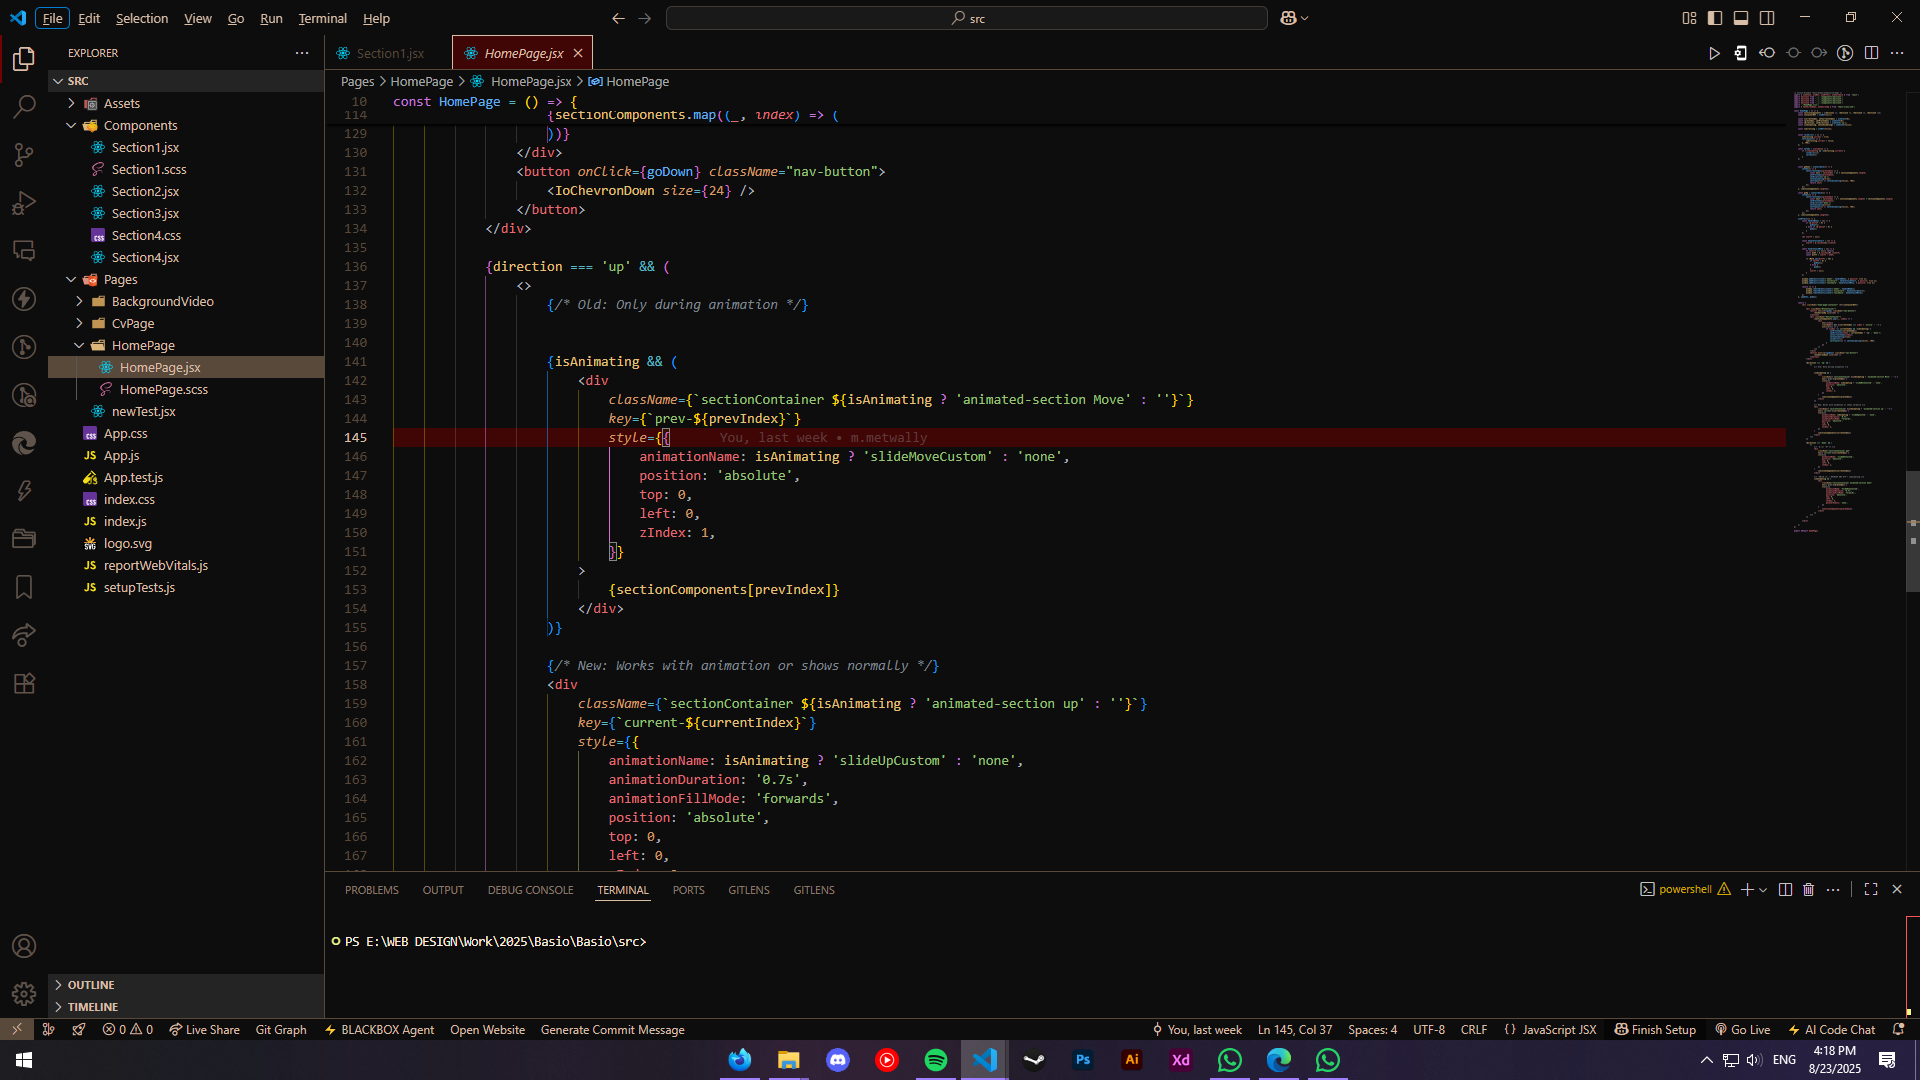 File Edit Selection View Go Run Terminal Help
src
EXPLORER
SRC
Assets
Components
Section1.jsx
Section1.scss
Section2.jsx
Section3.jsx
Section4.css
Section4.jsx
Pages
BackgroundVideo
CvPage
HomePage
HomePage.jsx
HomePage.scss
newTest.jsx
App.css
App.js
App.test.js
index.css
index.js
logo.svg
reportWebVitals.js
setupTests.js
OUTLINE
TIMELINE
Section1.jsx
HomePage.jsx
Pages > HomePage > HomePage.jsx > HomePage
10 const HomePage = () => {
114 {sectionComponents.map((_, index) => (
129 ))}
130 </div>
131 <button onClick={goDown} className="nav-button">
132 <IoChevronDown size={24} />
133 </button>
134 </div>
135
136 {direction === 'up' && (
137 <>
138 {/* Old: Only during animation */}
139
140
141 {isAnimating && (
142 <div
143 className={`sectionContainer ${isAnimating ? 'animated-section Move' : ''}`}
144 key={`prev-${prevIndex}`}
145 style={{ You, last week • m.metwally
146 animationName: isAnimating ? 'slideMoveCustom' : 'none',
147 position: 'absolute',
148 top: 0,
149 left: 0,
150 zIndex: 1,
151 }}
152 >
153 {sectionComponents[prevIndex]}
154 </div>
155 )}
156
157 {/* New: Works with animation or shows normally */}
158 <div
159 className={`sectionContainer ${isAnimating ? 'animated-section up' : ''}`}
160 key={`current-${currentIndex}`}
161 style={{
162 animationName: isAnimating ? 'slideUpCustom' : 'none',
163 animationDuration: '0.7s',
164 animationFillMode: 'forwards',
165 position: 'absolute',
166 top: 0,
167 left: 0,
PROBLEMS OUTPUT DEBUG CONSOLE TERMINAL PORTS GITLENS GITLENS
powershell
PS E:\WEB DESIGN\Work\2025\Basio\Basio\src>
0 0 Live Share Git Graph BLACKBOX Agent Open Website Generate Commit Message
You, last week Ln 145, Col 37 Spaces: 4 UTF-8 CRLF {} JavaScript JSX Finish Setup Go Live AI Code Chat
Ps Ai Xd
ENG
4:18 PM
8/23/2025